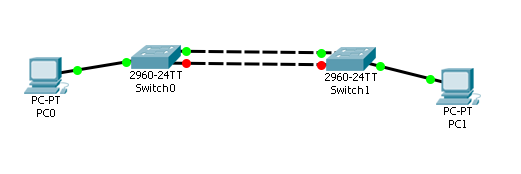 2960-24TT
Switch0
2960-24TT
Switch1
PC-PT
PC0
PC-PT
PC1